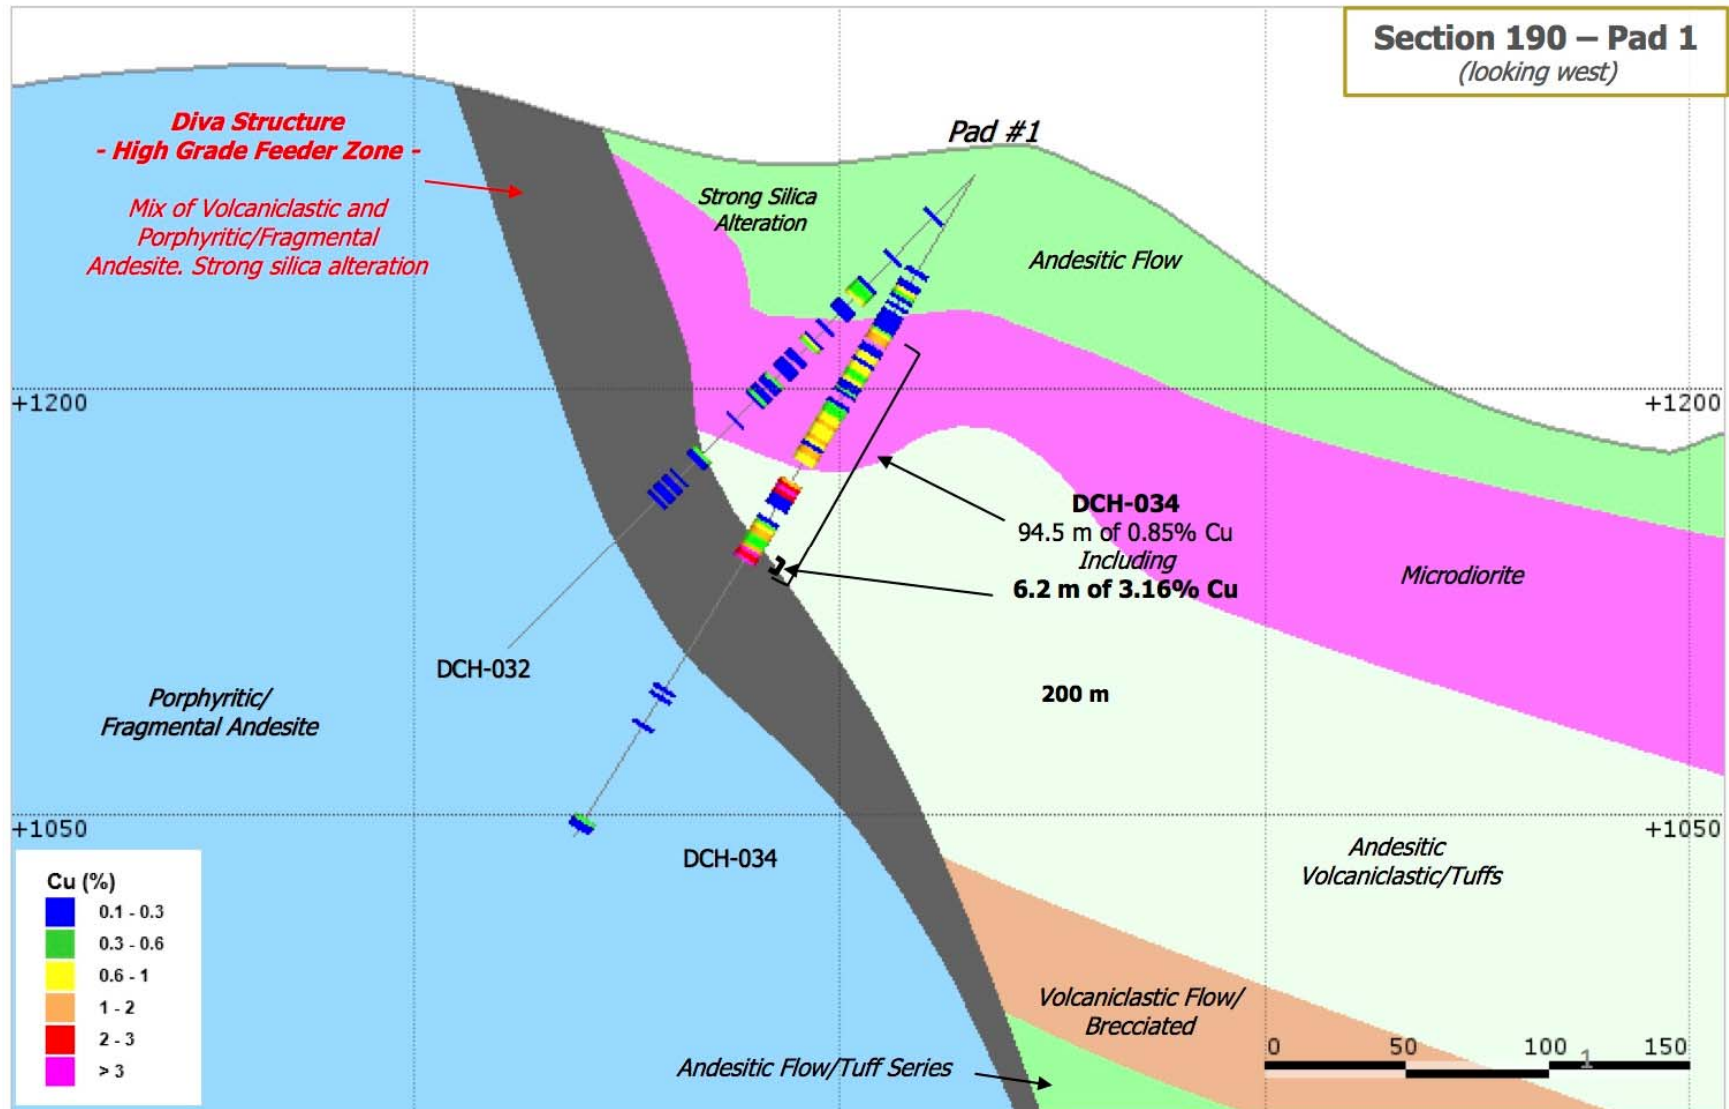 Section 190 – Pad 1
(looking west)
Diva Structure
- High Grade Feeder Zone -
Mix of Volcaniclastic and
Porphyritic/Fragmental
Andesite. Strong silica alteration
Pad #1
Strong Silica
Alteration
Andesitic Flow
+1200
+1200
DCH-034
94.5 m of 0.85% Cu
Including
6.2 m of 3.16% Cu
Microdiorite
DCH-032
Porphyritic/
Fragmental Andesite
200 m
+1050
+1050
DCH-034
Andesitic
Volcaniclastic/Tuffs
Cu (%)
0.1 - 0.3
0.3 - 0.6
0.6 - 1
1 - 2
2 - 3
> 3
Volcaniclastic Flow/
Brecciated
Andesitic Flow/Tuff Series
0 50 100 150
1